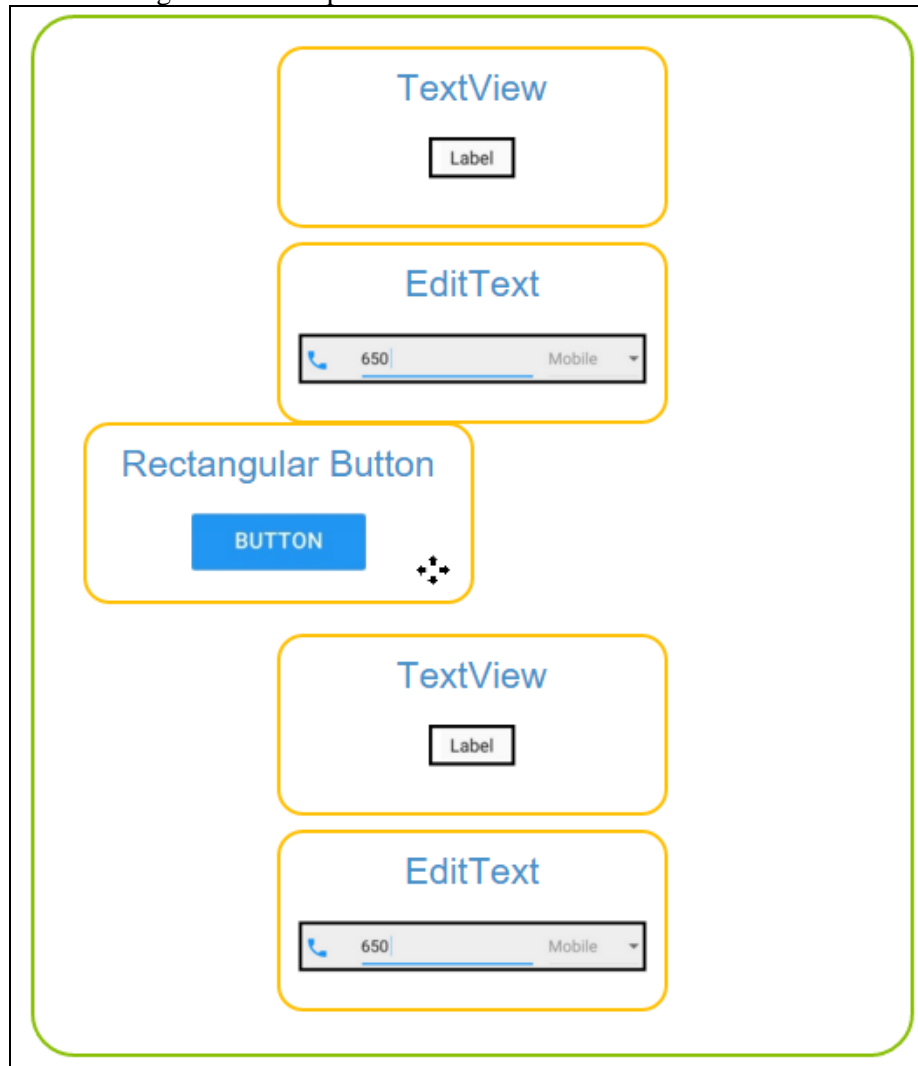 TextView
Label
EditText
650 Mobile
Rectangular Button
BUTTON
TextView
Label
EditText
650 Mobile